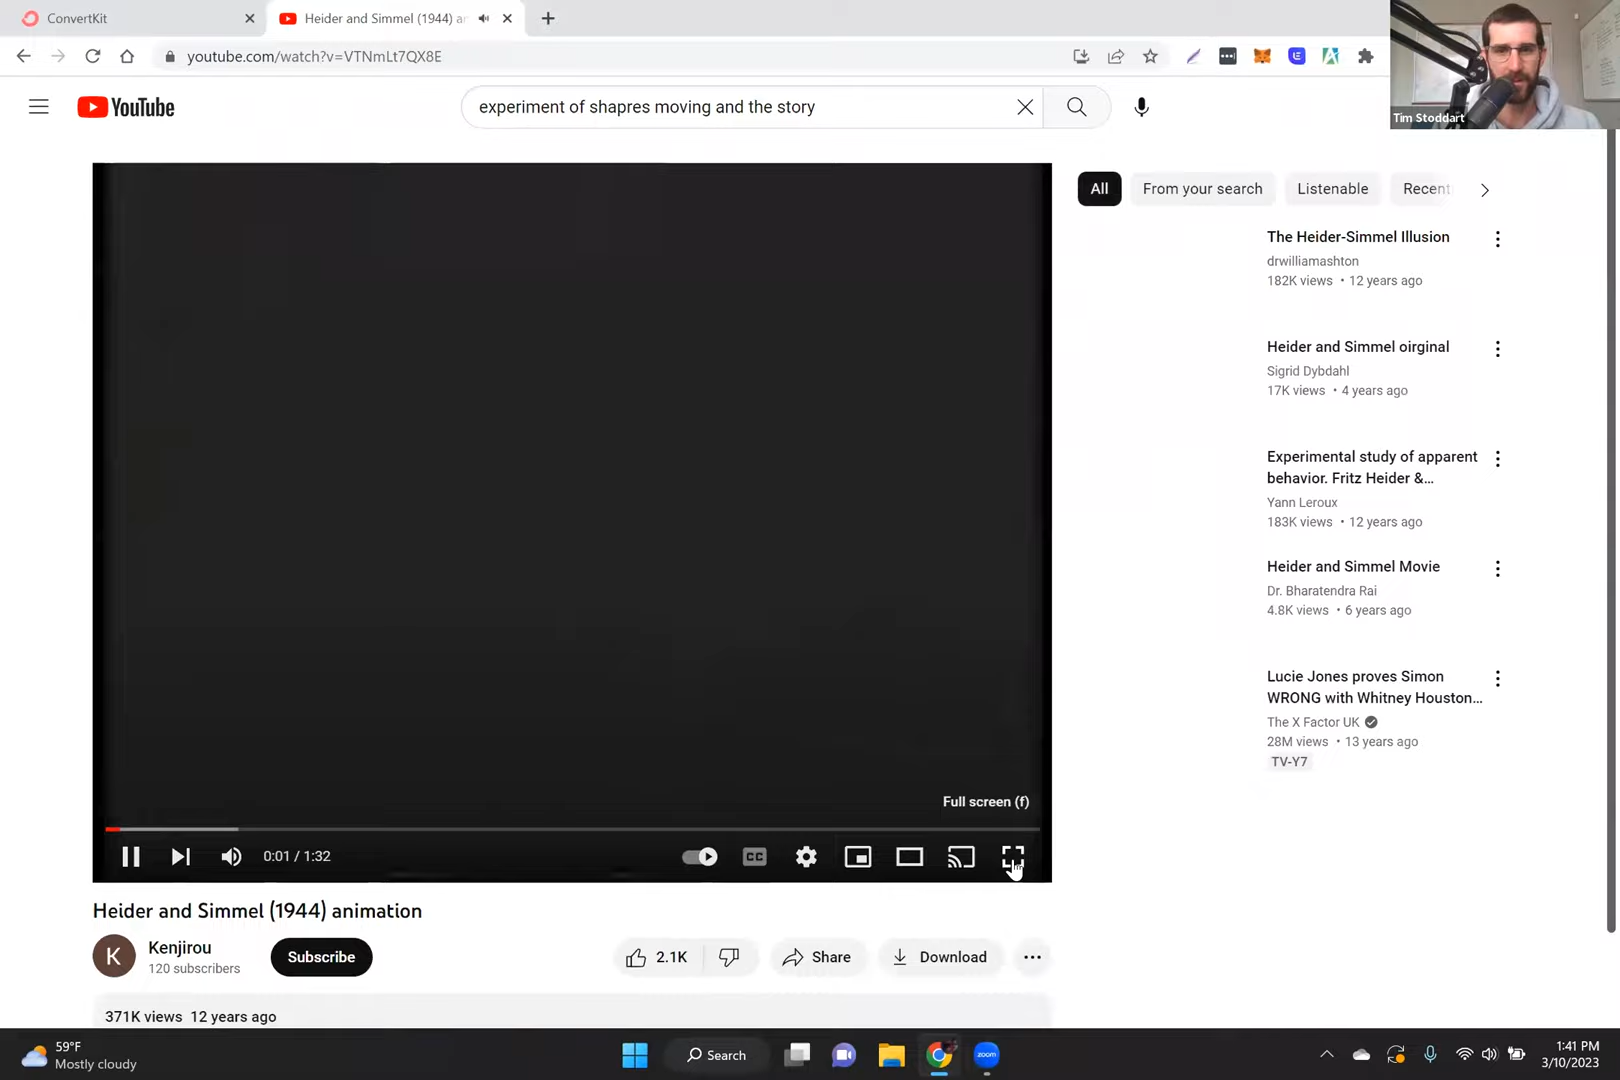 ConvertKit
Heider and Simmel (1944) an
youtube.com/watch?v=VTNmLt7QX8E
YouTube
experiment of shapres moving and the story
Tim Stoddart
All
From your search
Listenable
Recent
The Heider-Simmel Illusion
drwilliamashton
182K views • 12 years ago
Heider and Simmel oirginal
Sigrid Dybdahl
17K views • 4 years ago
Experimental study of apparent
behavior. Fritz Heider &...
Yann Leroux
183K views • 12 years ago
Heider and Simmel Movie
Dr. Bharatendra Rai
4.8K views • 6 years ago
Lucie Jones proves Simon
WRONG with Whitney Houston...
The X Factor UK
28M views • 13 years ago
TV-Y7
Full screen (f)
0:01 / 1:32
CC
Heider and Simmel (1944) animation
K
Kenjirou
120 subscribers
Subscribe
2.1K
Share
Download
371K views 12 years ago
59°F
Mostly cloudy
Search
zoom
1:41 PM
3/10/2023